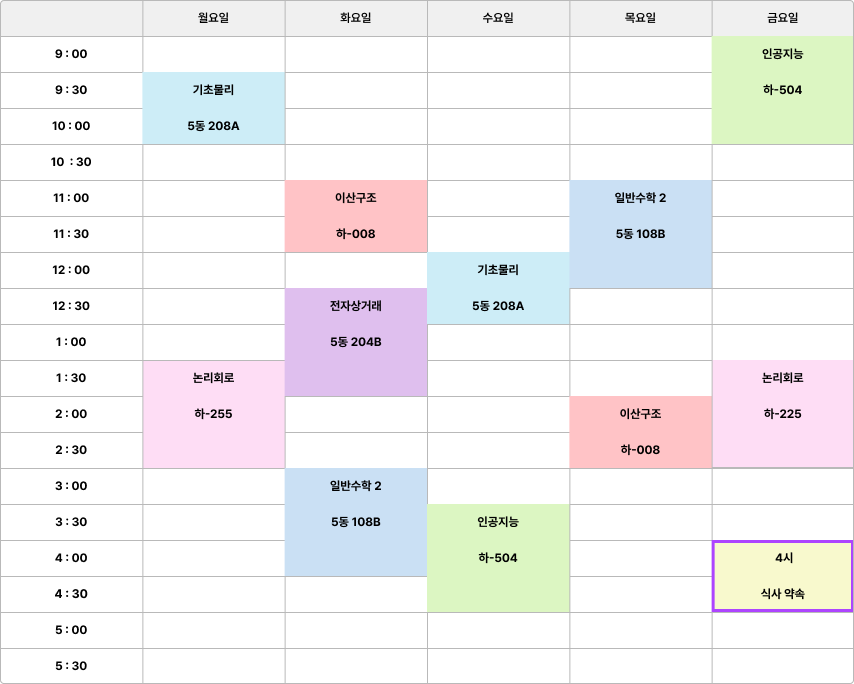 월요일 화요일 수요일 목요일 금요일
9 : 00 인공지능
9 : 30 기초물리 하-504
10 : 00 5동 208A
10 : 30
11 : 00 이산구조 일반수학 2
11 : 30 하-008 5동 108B
12 : 00 기초물리
12 : 30 전자상거래 5동 208A
1 : 00 5동 204B
1 : 30 논리회로 논리회로
2 : 00 하-255 이산구조 하-225
2 : 30 하-008
3 : 00 일반수학 2
3 : 30 5동 108B 인공지능
4 : 00 하-504 4시
4 : 30 식사 약속
5 : 00
5 : 30